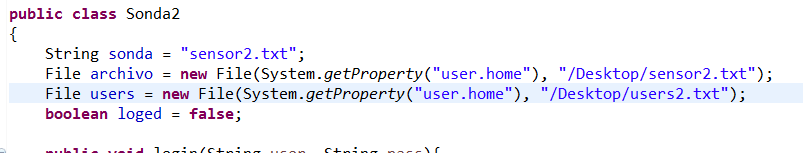 public class Sonda2
{
    String sonda = "sensor2.txt";
    File archivo = new File(System.getProperty("user.home"), "/Desktop/sensor2.txt");
    File users = new File(System.getProperty("user.home"), "/Desktop/users2.txt");
    boolean loged = false;
    public void login(String user, String pass){